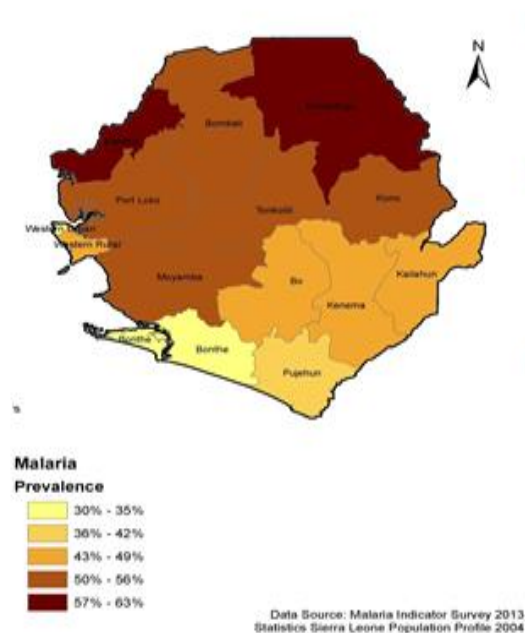 N
Bombali
Port Loko
Tonkolili
Kono
Western Urban
Western Rural
Moyamba
Bo
Kailahun
Kenema
Bonthe
Bonthe
Pujehun
Malaria
Prevalence
30% - 35%
36% - 42%
43% - 49%
50% - 56%
57% - 63%
Data Source: Malaria Indicator Survey 2013
Statistics Sierra Leone Population Profile 2004